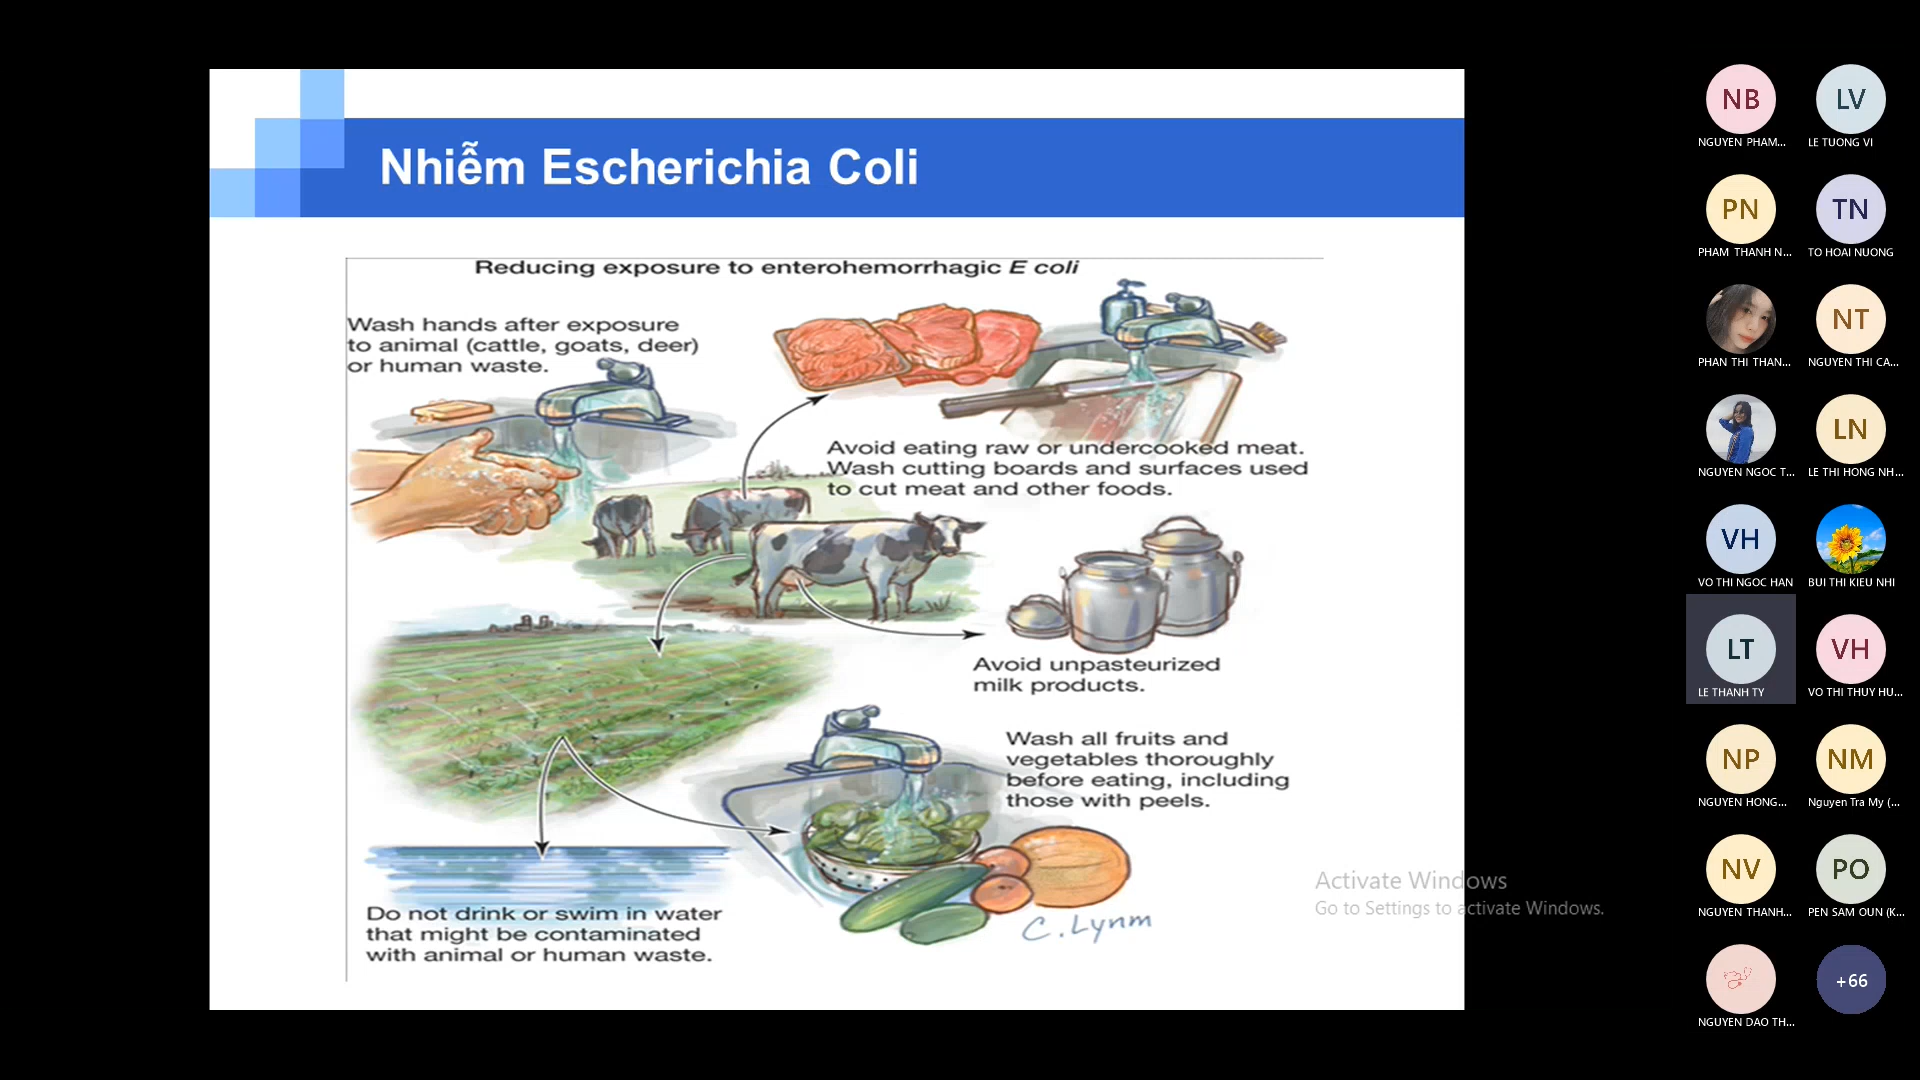 Nhiễm Escherichia Coli
Reducing exposure to enterohemorrhagic E coli
Wash hands after exposure
to animal (cattle, goats, deer)
or human waste.
Avoid eating raw or undercooked meat.
Wash cutting boards and surfaces used
to cut meat and other foods.
Avoid unpasteurized
milk products.
Wash all fruits and
vegetables thoroughly
before eating, including
those with peels.
Do not drink or swim in water
that might be contaminated
with animal or human waste.
C. Lynm
Activate Windows
Go to Settings to activate Windows.
NB LV
NGUYEN PHAM... LE TUONG VI
PN TN
PHAM THANH N... TO HOAI NUONG
NT
PHAN THI THAN... NGUYEN THI CA...
LN
NGUYEN NGOC T... LE THI HONG NH...
VH
VO THI NGOC HAN BUI THI KIEU NHI
LT VH
LE THANH TY VO THI THUY HU...
NP NM
NGUYEN HONG... Nguyen Tra My (...
NV PO
NGUYEN THANH... PEN SAM OUN (K...
+66
NGUYEN DAO TH...